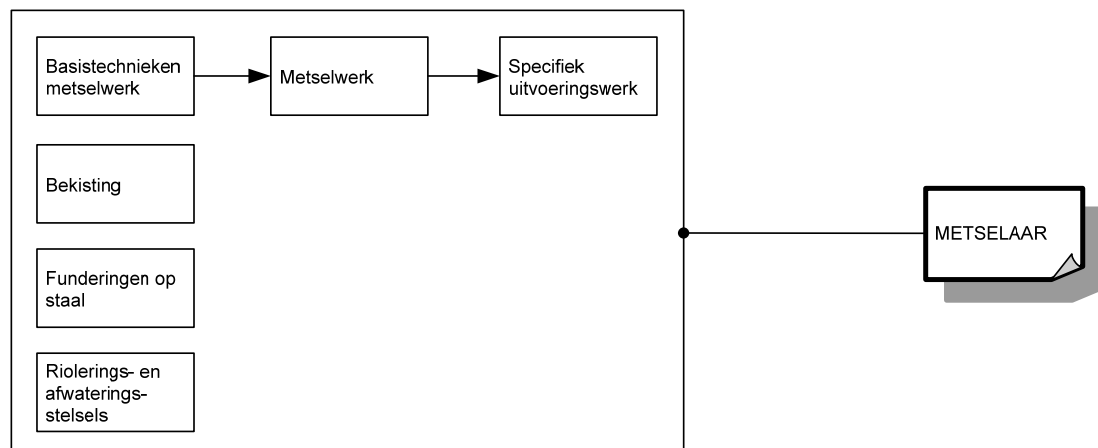 Basistechnieken
metselwerk
Metselwerk
Specifiek
uitvoeringswerk
Bekisting
Funderingen op
staal
Riolerings- en
afwaterings-
stelsels
METSELAAR